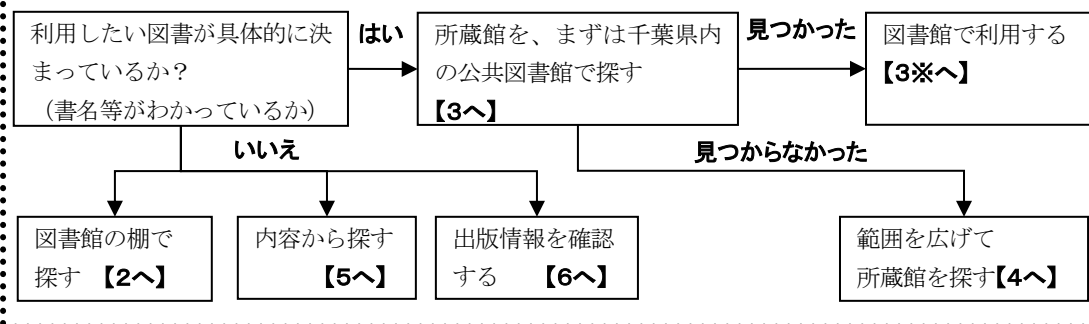 利用したい図書が具体的に決
まっているか？
（書名等がわかっているか）
はい
所蔵館を、まずは千葉県内
の公共図書館で探す
【3へ】
見つかった
図書館で利用する
【3※へ】
いいえ
見つからなかった
図書館の棚で
探す 【2へ】
内容から探す
【5へ】
出版情報を確認
する 【6へ】
範囲を広げて
所蔵館を探す【4へ】